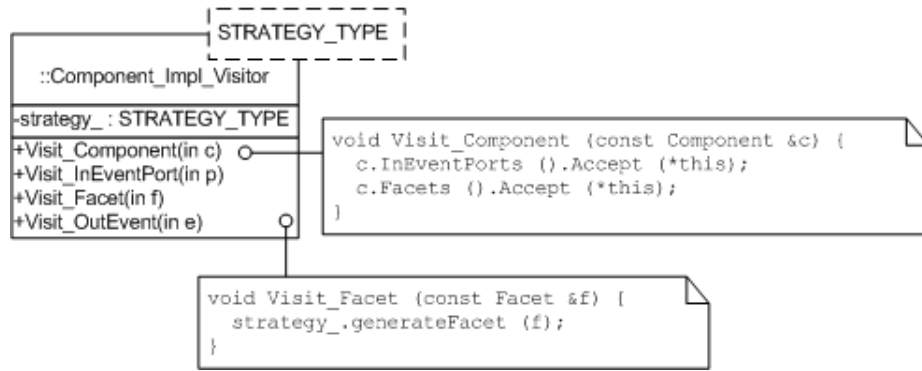 STRATEGY_TYPE
::Component_Impl_Visitor
-strategy_ : STRATEGY_TYPE
+Visit_Component(in c)
+Visit_InEventPort(in p)
+Visit_Facet(in f)
+Visit_OutEvent(in e)
void Visit_Component (const Component &c) {
c.InEventPorts ().Accept (*this);
c.Facets ().Accept (*this);
}
void Visit_Facet (const Facet &f) {
strategy_.generateFacet (f);
}